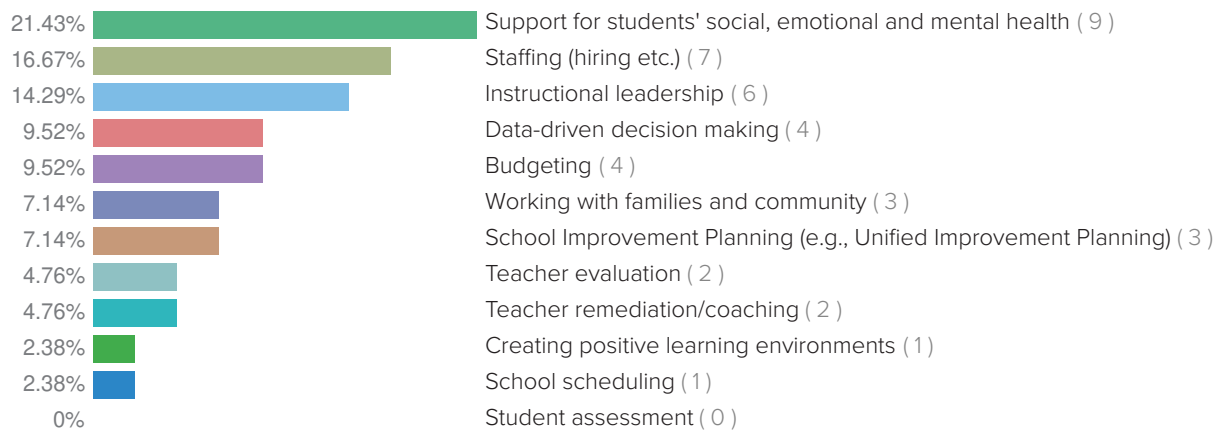 21.43% Support for students' social, emotional and mental health ( 9 )
16.67% Staffing (hiring etc.) ( 7 )
14.29% Instructional leadership ( 6 )
9.52% Data-driven decision making ( 4 )
9.52% Budgeting ( 4 )
7.14% Working with families and community ( 3 )
7.14% School Improvement Planning (e.g., Unified Improvement Planning) ( 3 )
4.76% Teacher evaluation ( 2 )
4.76% Teacher remediation/coaching ( 2 )
2.38% Creating positive learning environments ( 1 )
2.38% School scheduling ( 1 )
0% Student assessment ( 0 )